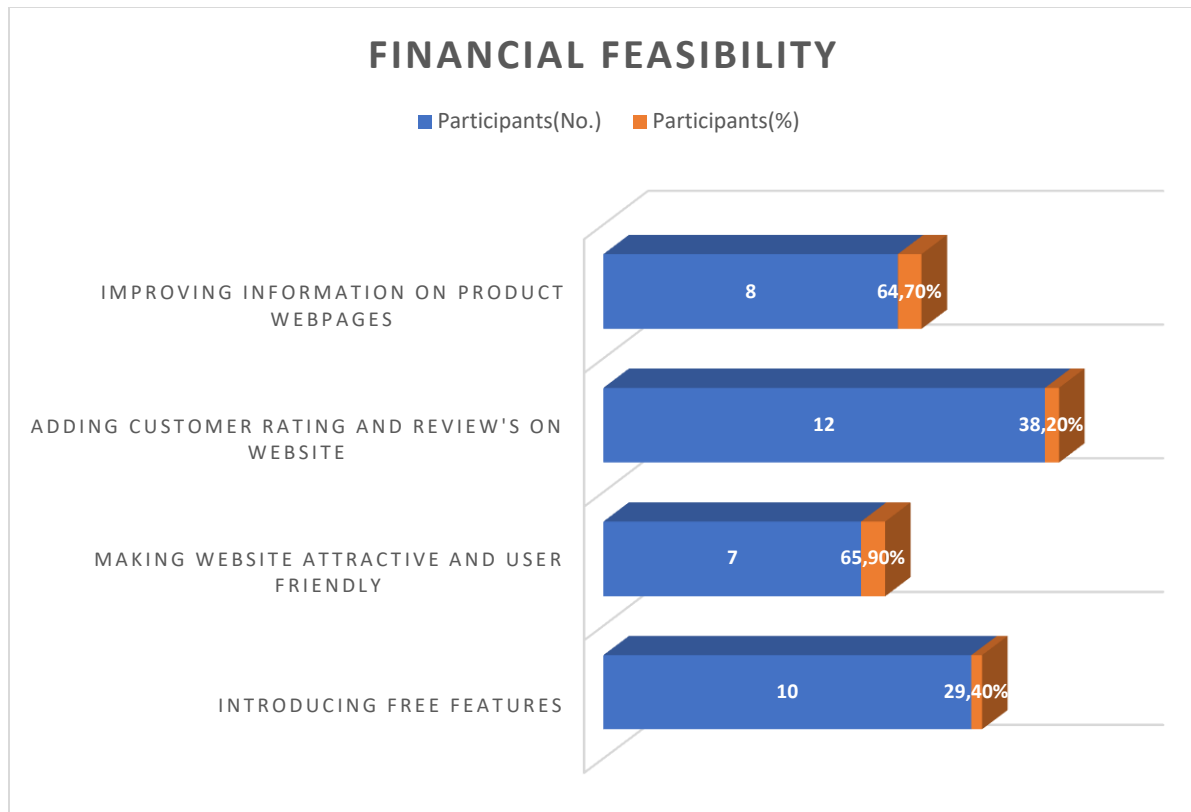 FINANCIAL FEASIBILITY
Participants(No.) Participants(%)
IMPROVING INFORMATION ON PRODUCT
WEBPAGES
8 64,70%
ADDING CUSTOMER RATING AND REVIEW'S ON
WEBSITE
12 38,20%
MAKING WEBSITE ATTRACTIVE AND USER
FRIENDLY
7 65,90%
INTRODUCING FREE FEATURES
10 29,40%